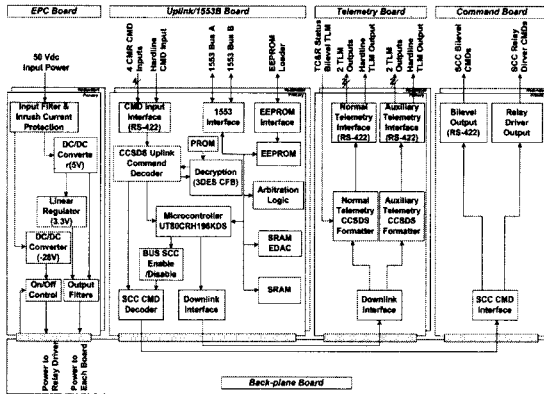 EPC Board
Uplink/1553B Board
Telemetry Board
Command Board
50 Vdc
Input Power
4 CMR CMD
Inputs
Hardline
CMD Input
1553 Bus A
1553 Bus B
EEPROM
Loader
TC&R Status
Bilevel TLM
2 TLM
Outputs
Hardline
TLM Output
2 TLM
Outputs
Hardline
TLM Output
SCC Bilevel
CMDs
SCC Relay
Driver CMDs
Primary
Primary
Primary
Primary
Input Filter &
Inrush Current
Protection
DC/DC
Converte
r(5V)
Linear
Regulator
(3.3V)
DC/DC
Converter
(-28V)
On/Off
Control
Output
Filters
CMD Input
Interface
(RS-422)
1553
Interface
EEPROM
Interface
PROM
CCSDS Uplink
Command
Decoder
Decryption
(3DES CFB)
EEPROM
Arbitration
Logic
Microcontroller
UT80CRH196KDS
SRAM
EDAC
BUS SCC
Enable
/Disable
SRAM
SCC CMD
Decoder
Downlink
Interface
Normal
Telemetry
Interface
(RS-422)
Auxiliary
Telemetry
Interface
(RS-422)
Normal
Telemetry
CCSDS
Formatter
Auxiliary
Telemetry
CCSDS
Formatter
Downlink
Interface
Bilevel
Output
(RS-422)
Relay
Driver
Output
SCC CMD
Interface
Power to
Relay Driver
Power to
Each Board
Back-plane Board